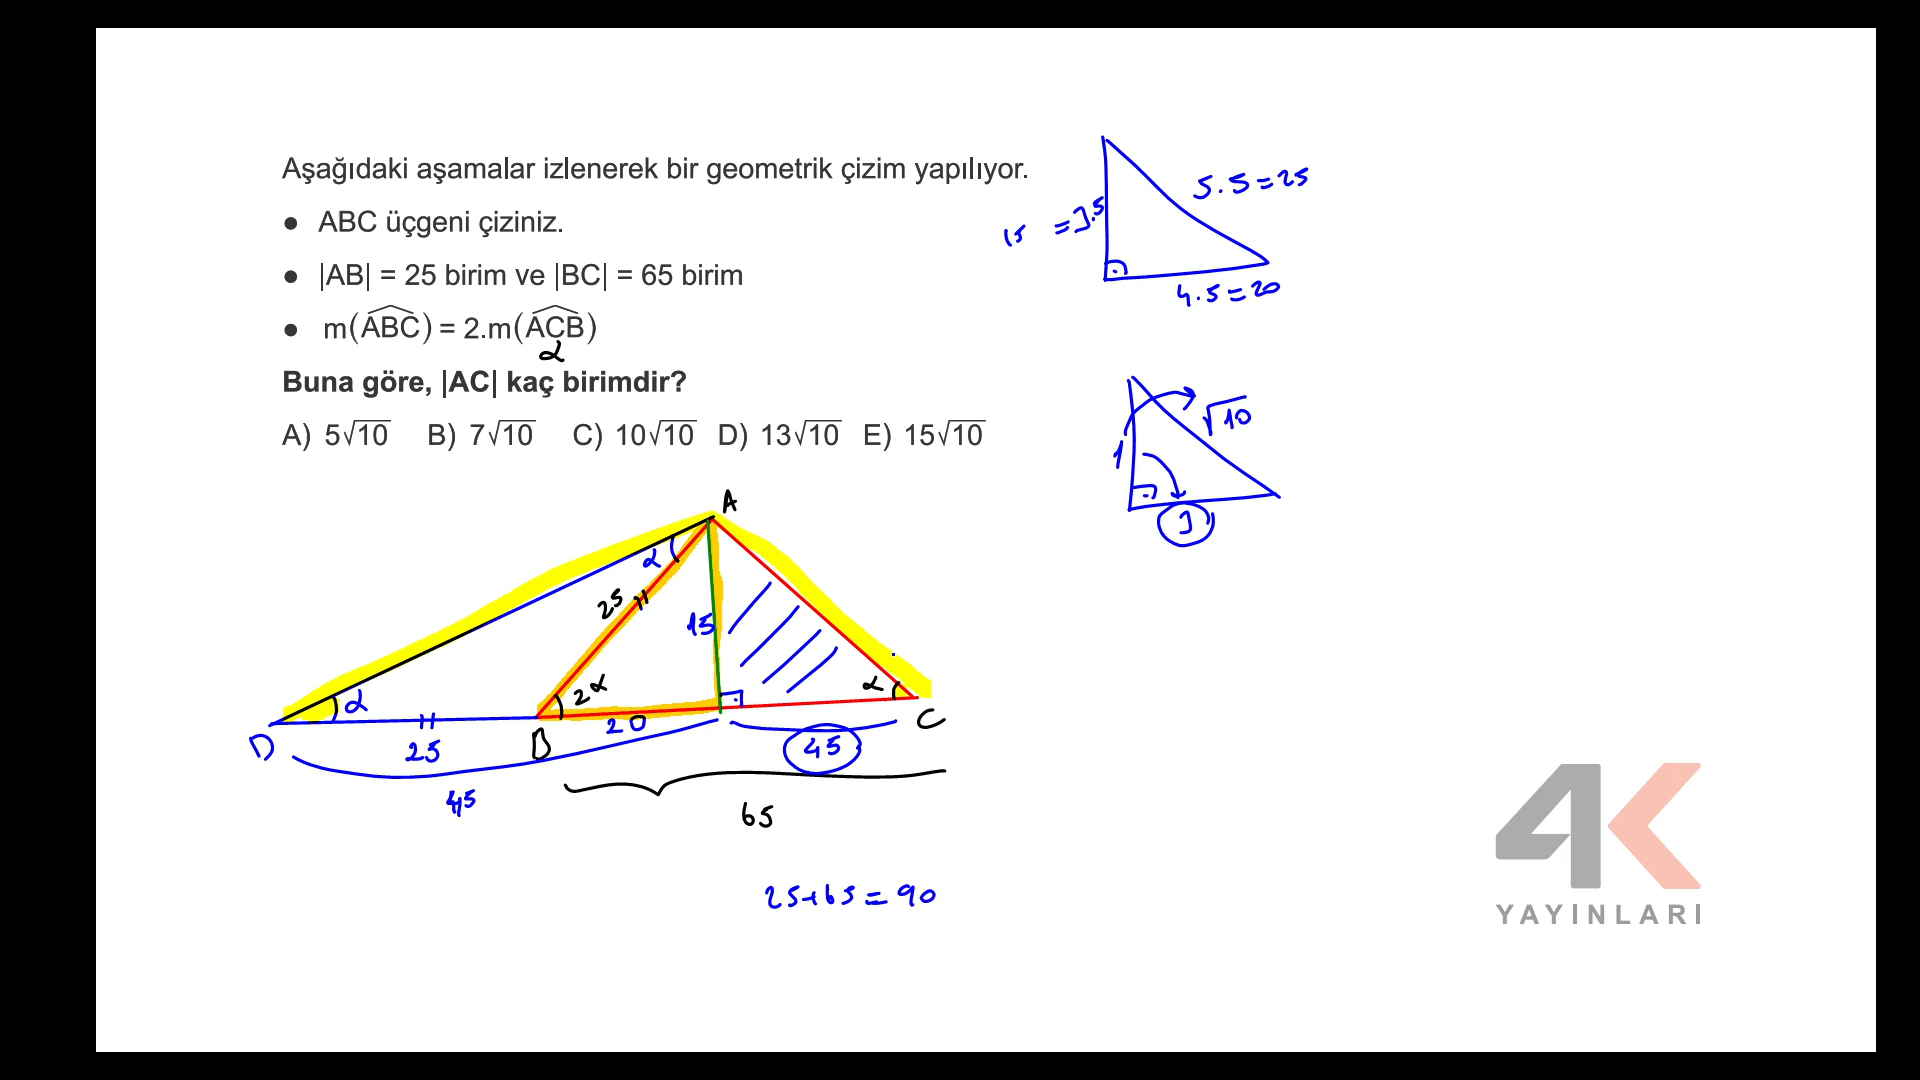 Aşağıdaki aşamalar izlenerek bir geometrik çizim yapılıyor.
● ABC üçgeni çiziniz.
● |AB| = 25 birim ve |BC| = 65 birim
● m(ABC) = 2.m(ACB)
α
Buna göre, |AC| kaç birimdir?
A) 5√10 B) 7√10 C) 10√10 D) 13√10 E) 15√10
5.5=25
15 =3.5
4.5=20
√10
1
3
A
α
25
15
2α
α
α
20
D
25
B
45
C
45
65
25+65=90
4K
YAYINLARI